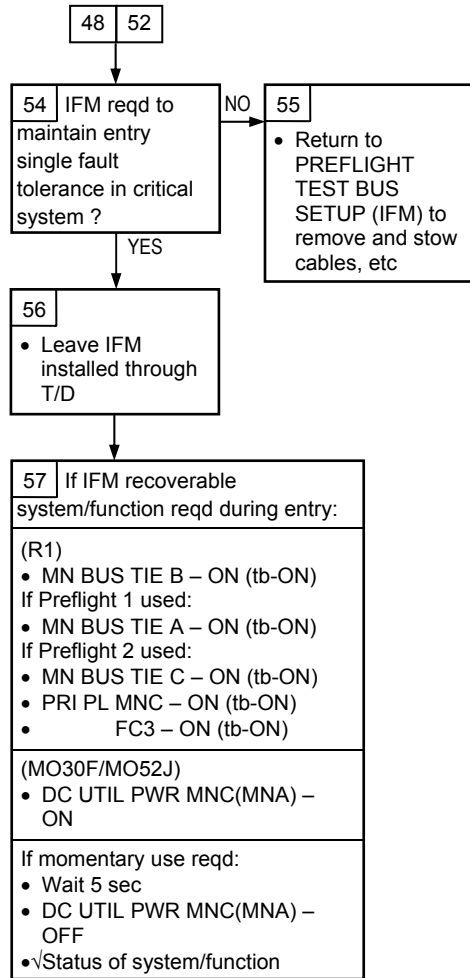 48 52
54 IFM reqd to
maintain entry
single fault
tolerance in critical
system ?
NO
55
• Return to
PREFLIGHT
TEST BUS
SETUP (IFM) to
remove and stow
cables, etc
YES
56
• Leave IFM
installed through
T/D
57 If IFM recoverable
system/function reqd during entry:
(R1)
• MN BUS TIE B – ON (tb-ON)
If Preflight 1 used:
• MN BUS TIE A – ON (tb-ON)
If Preflight 2 used:
• MN BUS TIE C – ON (tb-ON)
• PRI PL MNC – ON (tb-ON)
• FC3 – ON (tb-ON)
(MO30F/MO52J)
• DC UTIL PWR MNC(MNA) –
ON
If momentary use reqd:
• Wait 5 sec
• DC UTIL PWR MNC(MNA) –
OFF
•√Status of system/function